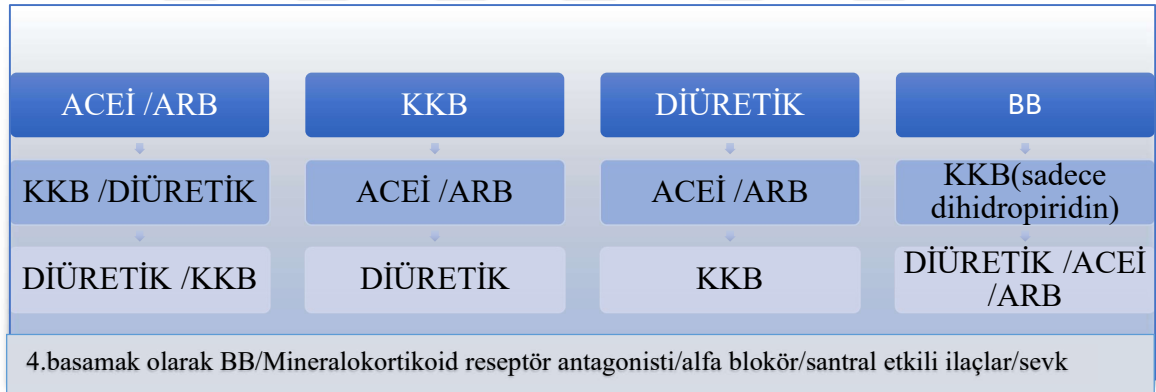 ACEİ /ARB
KKB
DİÜRETİK
BB
KKB /DİÜRETİK
ACEİ /ARB
ACEİ /ARB
KKB(sadece
dihidropiridin)
DİÜRETİK /KKB
DİÜRETİK
KKB
DİÜRETİK /ACEİ
/ARB
4.basamak olarak BB/Mineralokortikoid reseptör antagonisti/alfa blokör/santral etkili ilaçlar/sevk